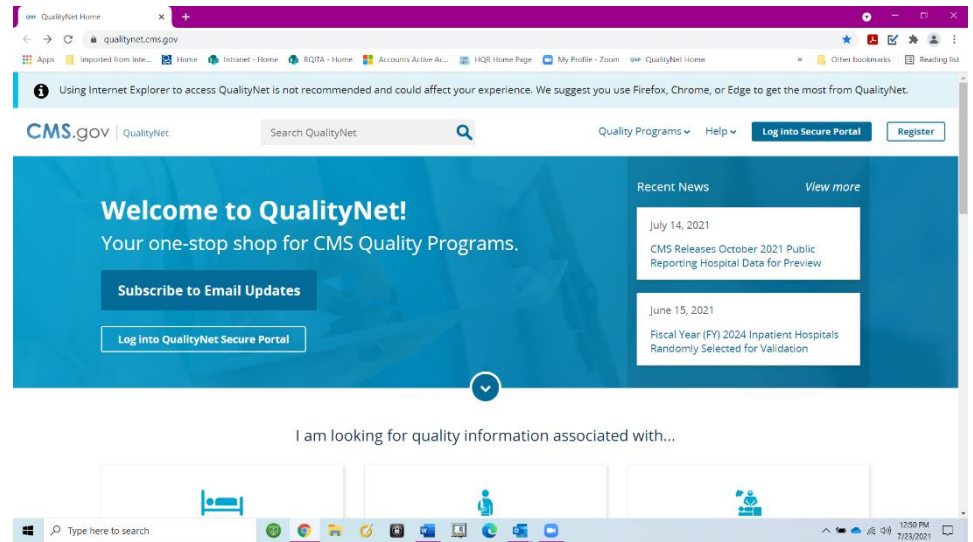 QualityNet Home
qualitynet.cms.gov
Apps Imported from Inte... Home Intranet - Home RQITA - Home Accounts Active Ac... HQR Home Page My Profile - Zoom QualityNet Home » Other bookmarks Reading list
Using Internet Explorer to access QualityNet is not recommended and could affect your experience. We suggest you use Firefox, Chrome, or Edge to get the most from QualityNet.
CMS.gov | QualityNet Search QualityNet Quality Programs Help Log into Secure Portal Register
Recent News View more
Welcome to QualityNet!
Your one-stop shop for CMS Quality Programs.
Subscribe to Email Updates
Log into QualityNet Secure Portal
July 14, 2021
CMS Releases October 2021 Public
Reporting Hospital Data for Preview
June 15, 2021
Fiscal Year (FY) 2024 Inpatient Hospitals
Randomly Selected for Validation
I am looking for quality information associated with...
Type here to search
12:50 PM
7/23/2021